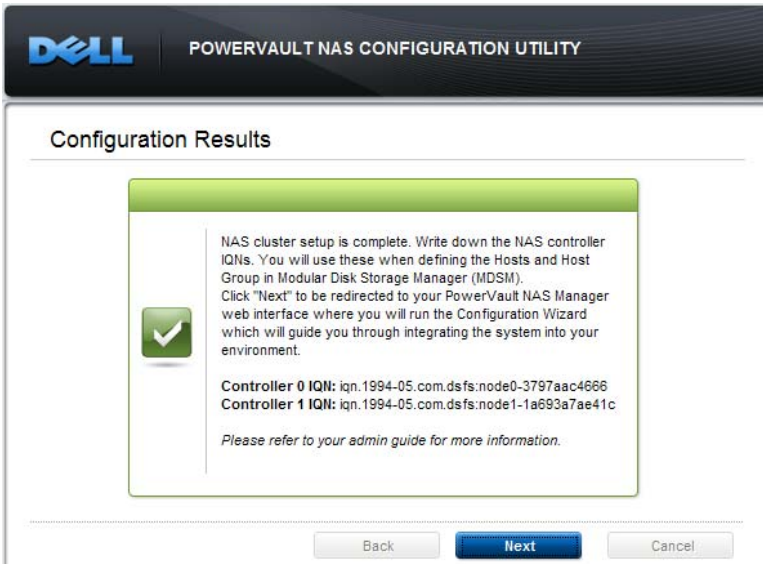 DELL
POWERVAULT NAS CONFIGURATION UTILITY
Configuration Results
NAS cluster setup is complete. Write down the NAS controller
IQNs. You will use these when defining the Hosts and Host
Group in Modular Disk Storage Manager (MDSM).
Click "Next" to be redirected to your PowerVault NAS Manager
web interface where you will run the Configuration Wizard
which will guide you through integrating the system into your
environment.
Controller 0 IQN: iqn.1994-05.com.dsfs:node0-3797aac4666
Controller 1 IQN: iqn.1994-05.com.dsfs:node1-1a693a7ae41c
Please refer to your admin guide for more information.
Back Next Cancel